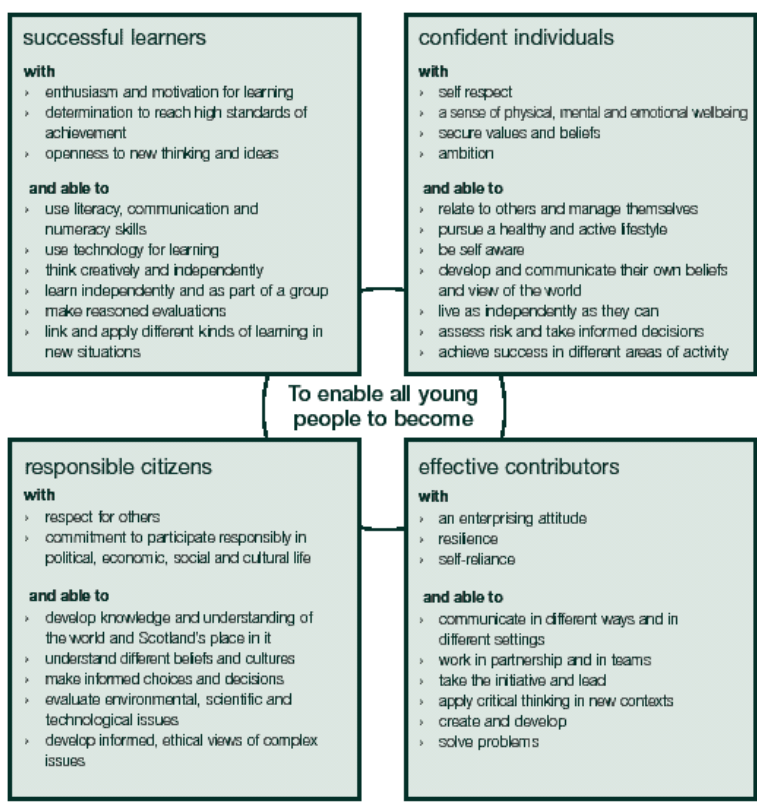 successful learners
with
› enthusiasm and motivation for learning
› determination to reach high standards of
achievement
› openness to new thinking and ideas
and able to
› use literacy, communication and
numeracy skills
› use technology for learning
› think creatively and independently
› learn independently and as part of a group
› make reasoned evaluations
› link and apply different kinds of learning in
new situations
confident individuals
with
› self respect
› a sense of physical, mental and emotional wellbeing
› secure values and beliefs
› ambition
and able to
› relate to others and manage themselves
› pursue a healthy and active lifestyle
› be self aware
› develop and communicate their own beliefs
and view of the world
› live as independently as they can
› assess risk and take informed decisions
› achieve success in different areas of activity
To enable all young
people to become
responsible citizens
with
› respect for others
› commitment to participate responsibly in
political, economic, social and cultural life
and able to
› develop knowledge and understanding of
the world and Scotland's place in it
› understand different beliefs and cultures
› make informed choices and decisions
› evaluate environmental, scientific and
technological issues
› develop informed, ethical views of complex
issues
effective contributors
with
› an enterprising attitude
› resilience
› self-reliance
and able to
› communicate in different ways and in
different settings
› work in partnership and in teams
› take the initiative and lead
› apply critical thinking in new contexts
› create and develop
› solve problems